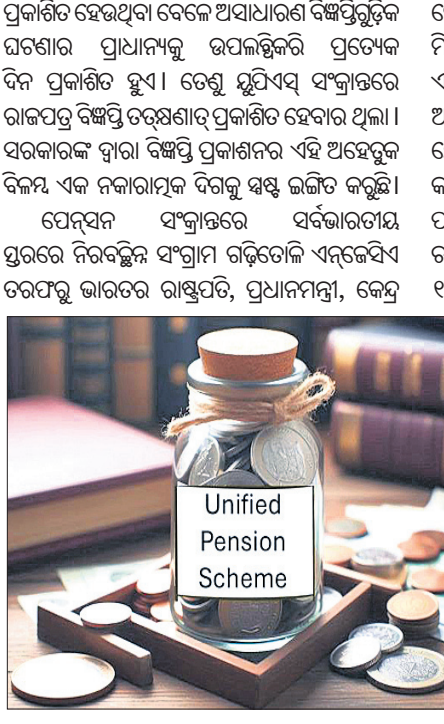 ପ୍ରକାଶିତ ହେଉଥିବା ବେଳେ ଅସାଧାରଣ ବିଜ୍ଞପ୍ତିଗୁଡ଼ିକ
ଘଟଣାର ପ୍ରାଧାନ୍ୟକୁ ଉପଲବ୍ଧିକରି ପ୍ରତ୍ୟେକ
ଦିନ ପ୍ରକାଶିତ ହୁଏ। ତେଣୁ ୟୁପିଏସ୍ ସଂକ୍ରାନ୍ତରେ
ରାଜପତ୍ର ବିଜ୍ଞପ୍ତି ତତ୍‌କ୍ଷଣାତ୍ ପ୍ରକାଶିତ ହେବାର ଥିଲା।
ସରକାରଙ୍କ ଦ୍ୱାରା ବିଜ୍ଞପ୍ତି ପ୍ରକାଶନର ଏହି ଅହେତୁକ
ବିଳମ୍ବ ଏକ ନକାରାତ୍ମକ ଦିଗକୁ ସ୍ପଷ୍ଟ ଇଙ୍ଗିତ କରୁଛି।
ପେନ୍‌ସନ ସଂକ୍ରାନ୍ତରେ ସର୍ବଭାରତୀୟ
ସ୍ତରରେ ନିରବଚ୍ଛିନ୍ନ ସଂଗ୍ରାମ ଗଢ଼ିତୋଳି ଏନ୍‌ଜେସିଏ
ତରଫରୁ ଭାରତର ରାଷ୍ଟ୍ରପତି, ପ୍ରଧାନମନ୍ତ୍ରୀ, କେନ୍ଦ୍ର
Unified
Pension
Scheme